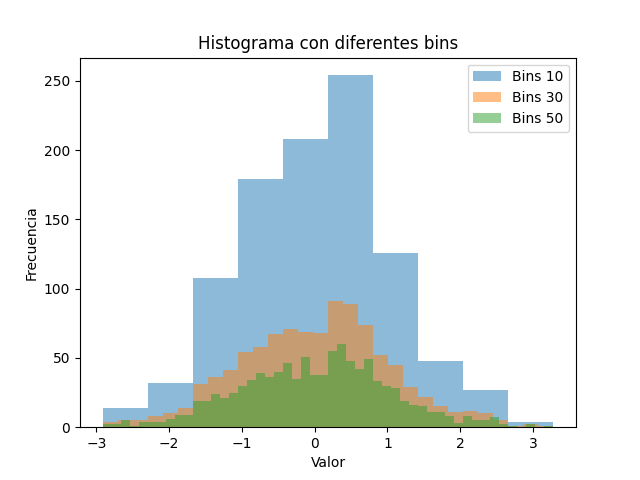 Histograma con diferentes bins
Bins 10
Bins 30
Bins 50
250
200
150
100
50
0
Frecuencia
−3
−2
−1
0
1
2
3
Valor